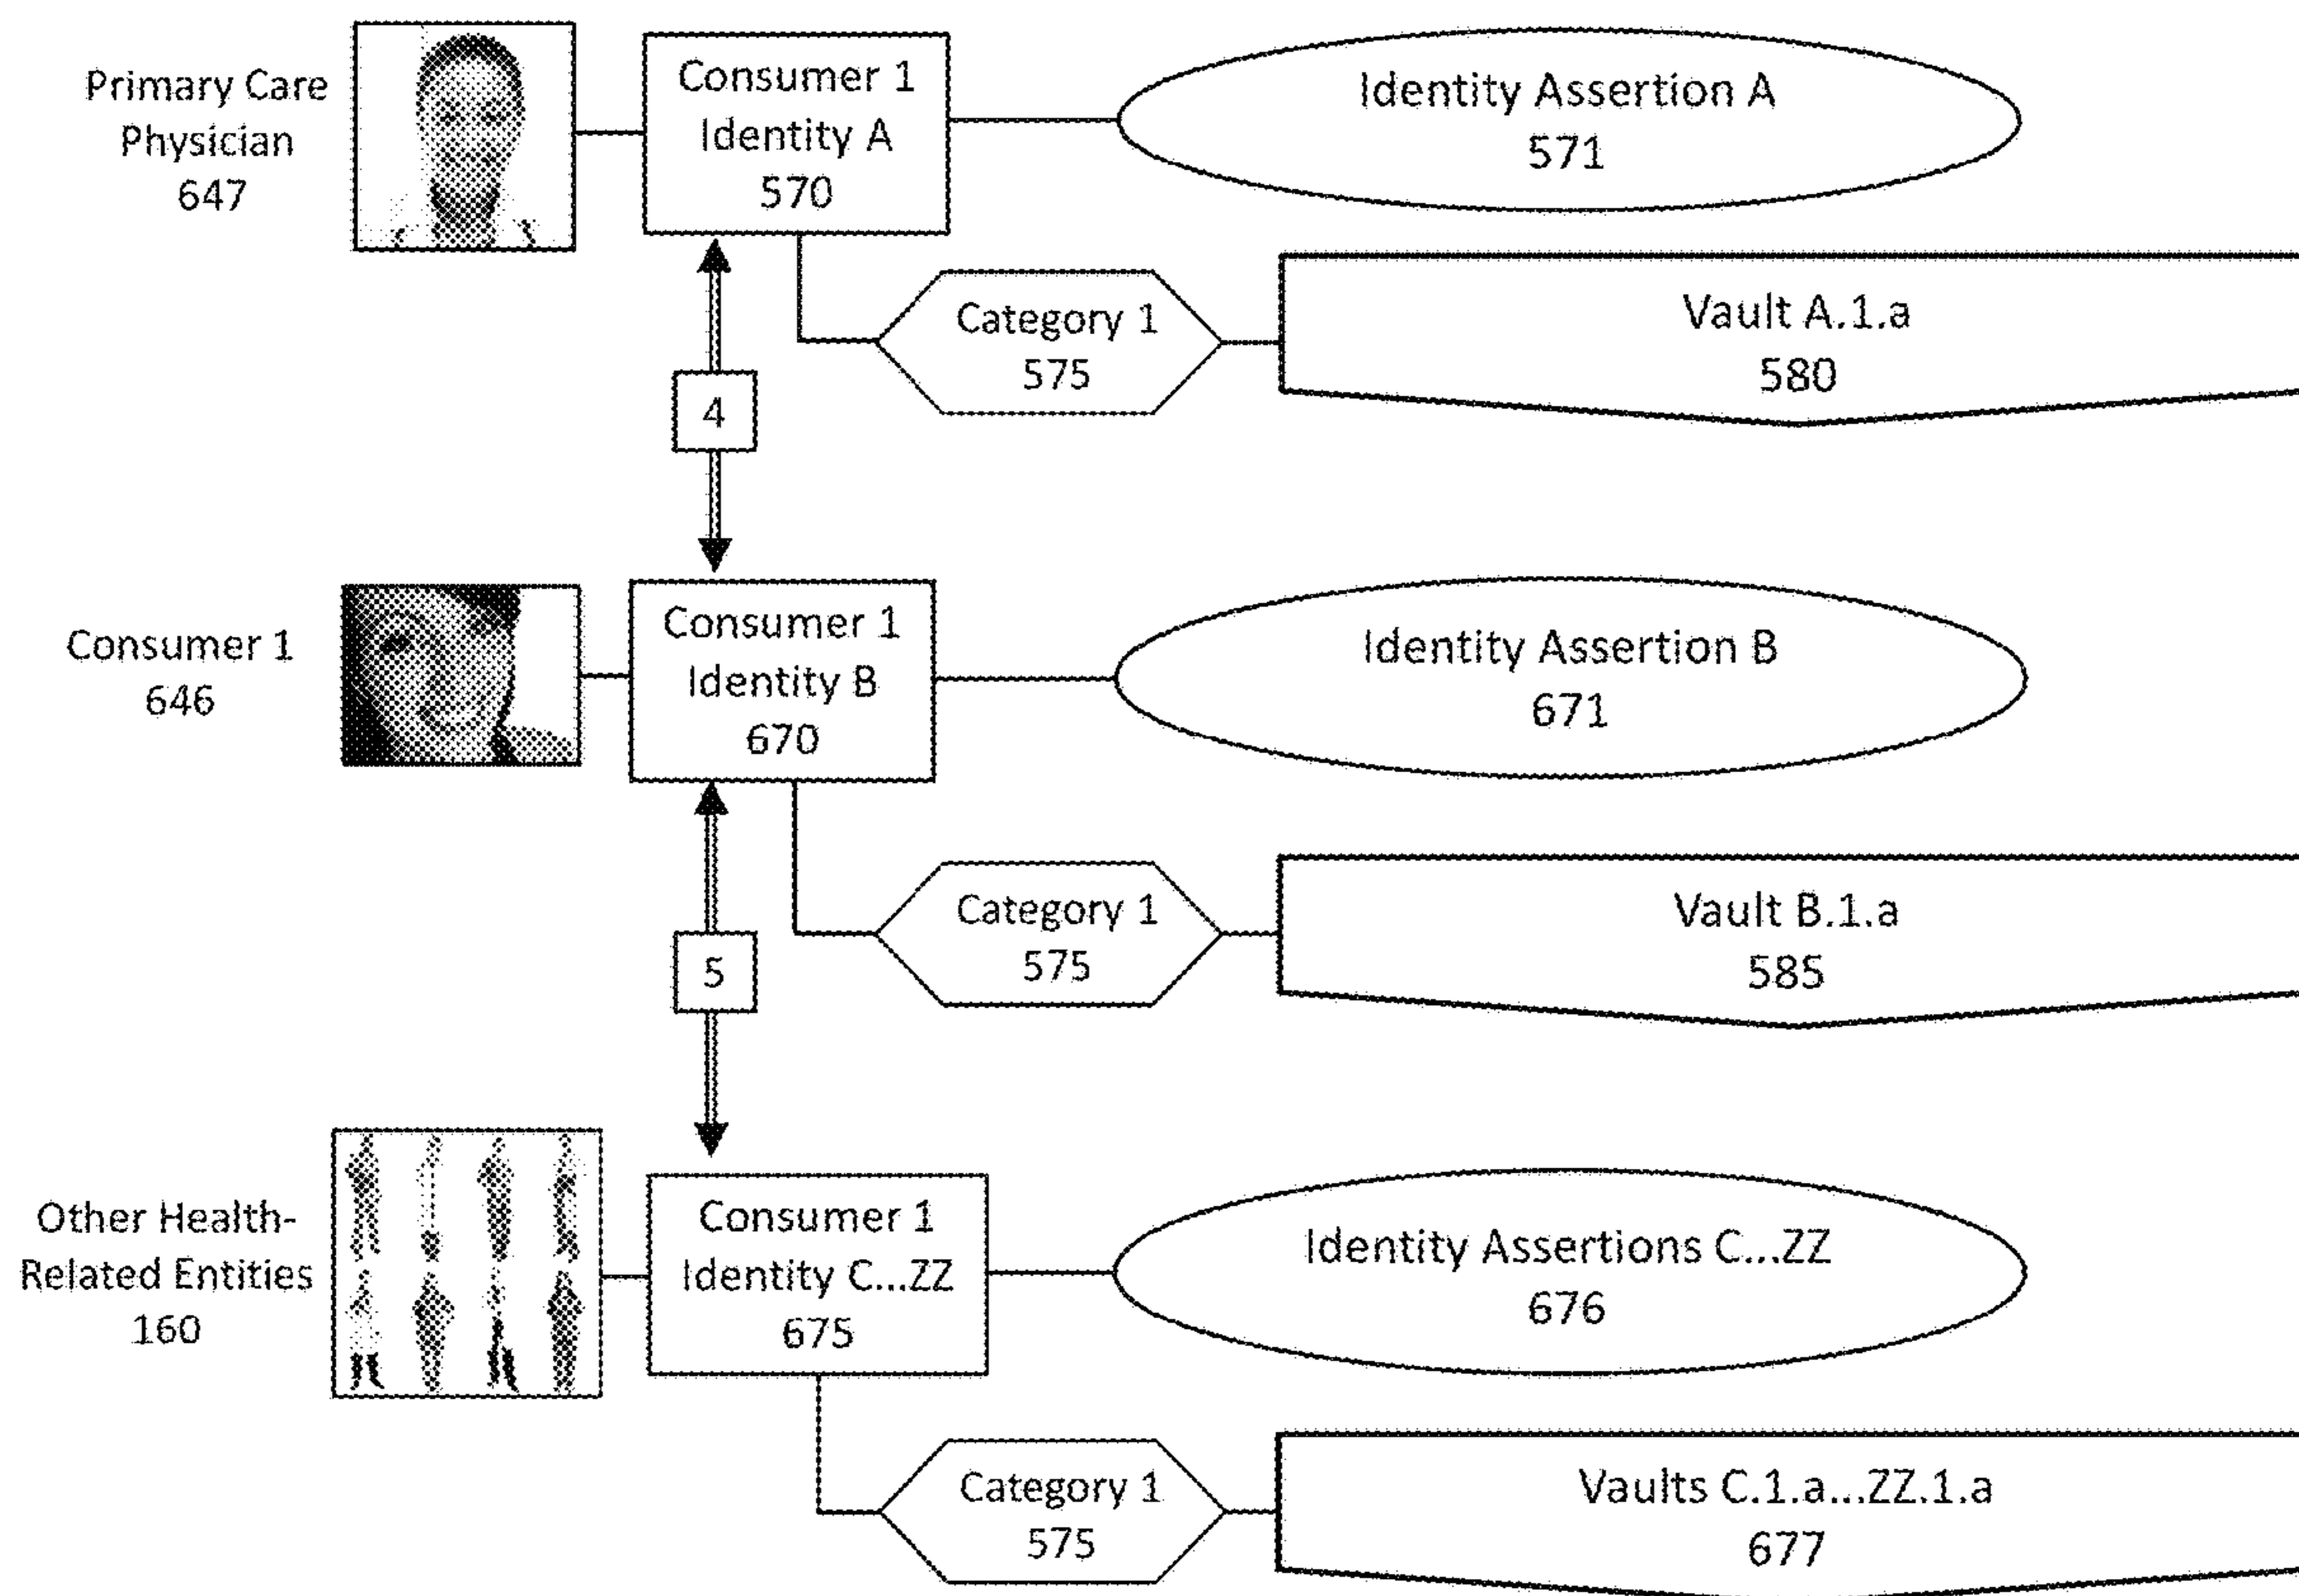 Primary Care
Physician
647
Consumer 1
Identity A
570
Identity Assertion A
571
Category 1
575
Vault A.1.a
580
4
Consumer 1
646
Consumer 1
Identity B
670
Identity Assertion B
671
Category 1
575
Vault B.1.a
585
5
Other Health-
Related Entities
160
Consumer 1
Identity C...ZZ
675
Identity Assertions C...ZZ
676
Category 1
575
Vaults C.1.a...ZZ.1.a
677